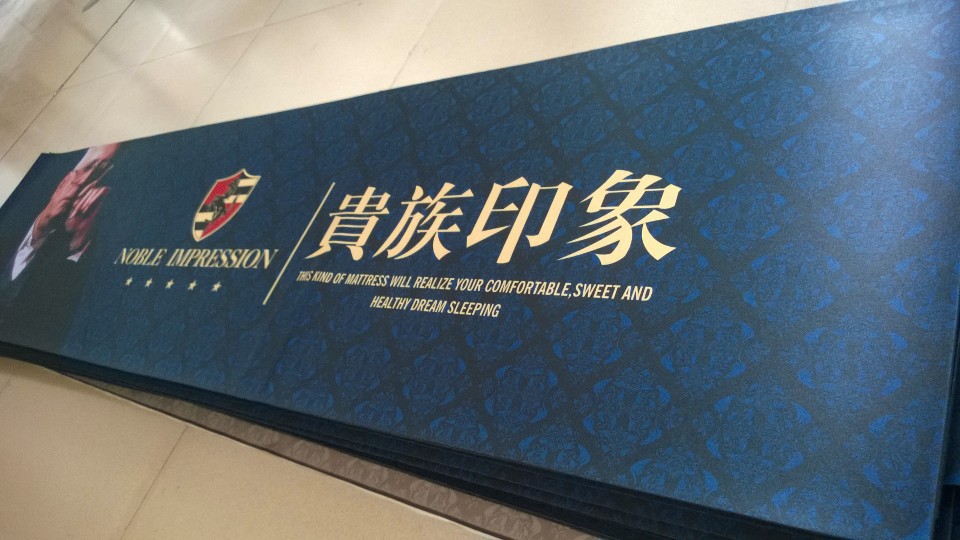 NOBLE IMPRESSION
貴族印象
THIS KIND OF MATTRESS WILL REALIZE YOUR COMFORTABLE,SWEET AND
HEALTHY DREAM SLEEPING